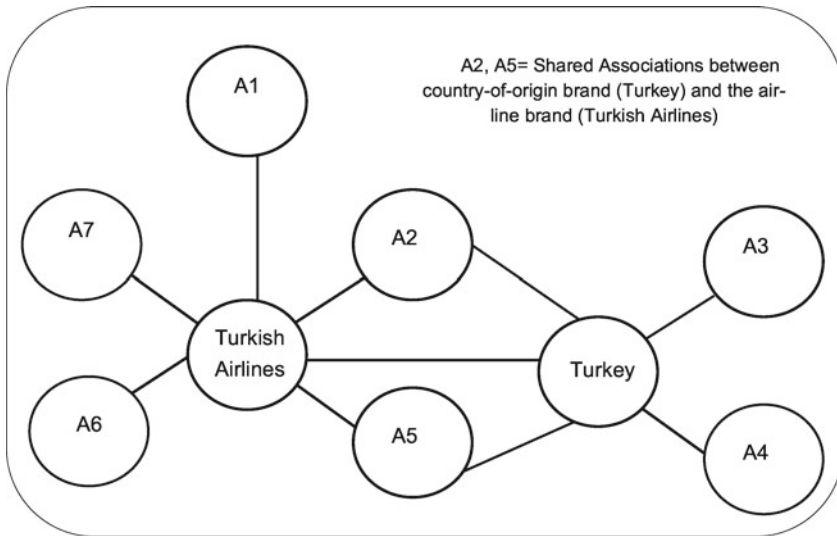 A1
A2, A5= Shared Associations between
country-of-origin brand (Turkey) and the air-
line brand (Turkish Airlines)
A7
A2
A3
Turkish
Airlines
Turkey
A6
A5
A4